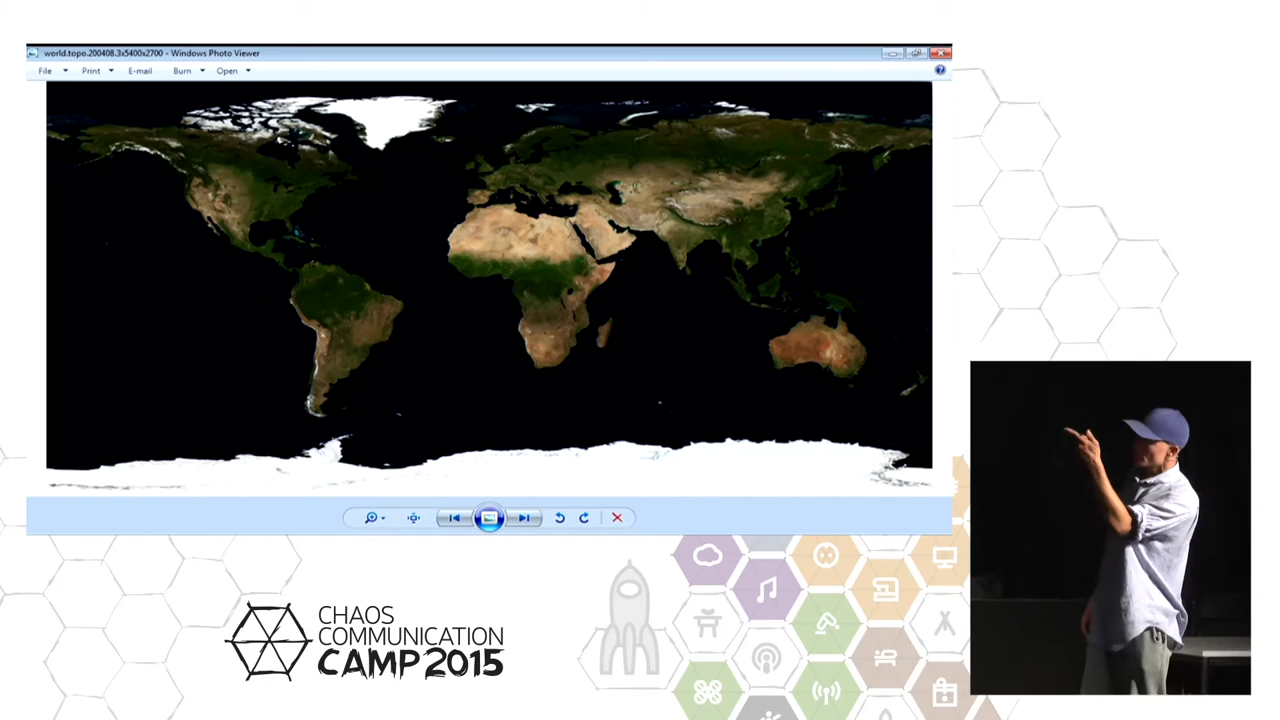 world.topo.200408.3x5400x2700 - Windows Photo Viewer
File Print E-mail Burn Open
CHAOS
COMMUNICATION
CAMP 2015